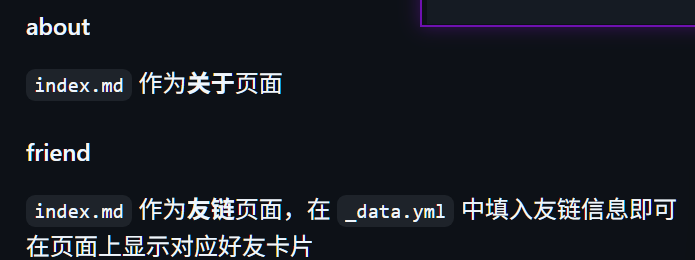 about
index.md 作为关于页面
friend
index.md 作为友链页面，在 _data.yml 中填入友链信息即可
在页面上显示对应好友卡片